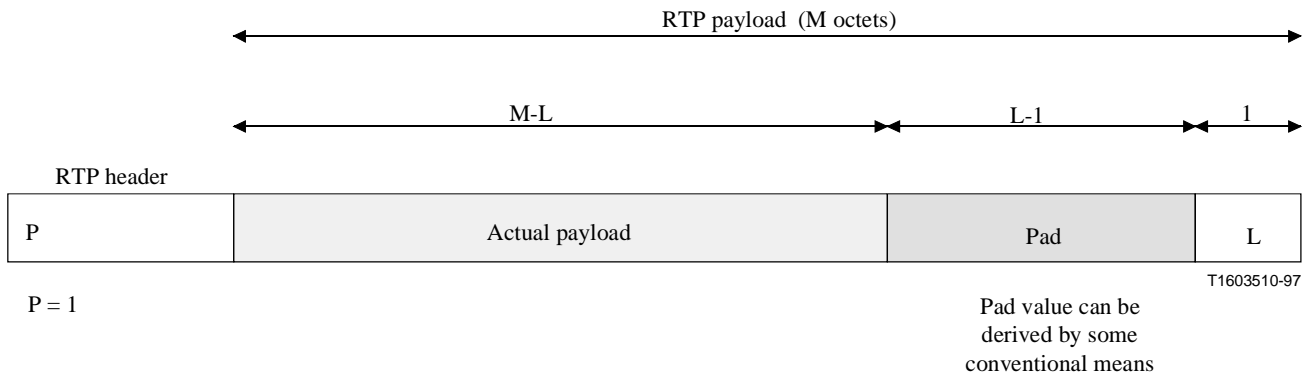 RTP payload (M octets)
M-L
L-1
1
RTP header
P
Actual payload
Pad
L
T1603510-97
P = 1
Pad value can be
derived by some
conventional means